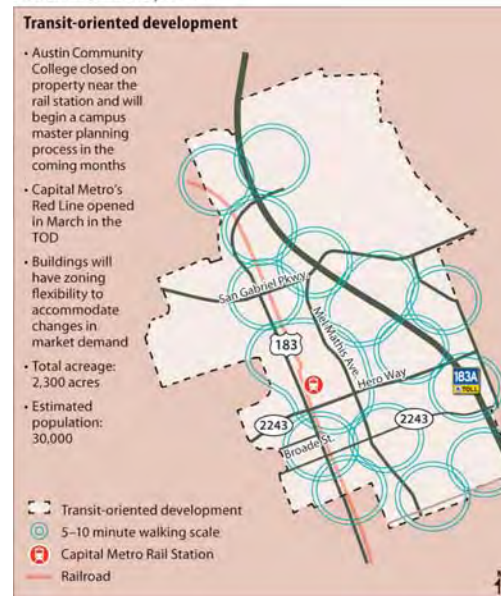 Transit-oriented development
• Austin Community
College closed on
property near the
rail station and will
begin a campus
master planning
process in the
coming months
• Capital Metro's
Red Line opened
in March in the
TOD
• Buildings will
have zoning
flexibility to
accommodate
changes in
market demand
• Total acreage:
2,300 acres
• Estimated
population:
30,000
San Gabriel Pkwy.
183
Mel Mathis Ave.
183A
TOLL
Hero Way
2243
2243
Broade St.
Transit-oriented development
5–10 minute walking scale
Capital Metro Rail Station
Railroad